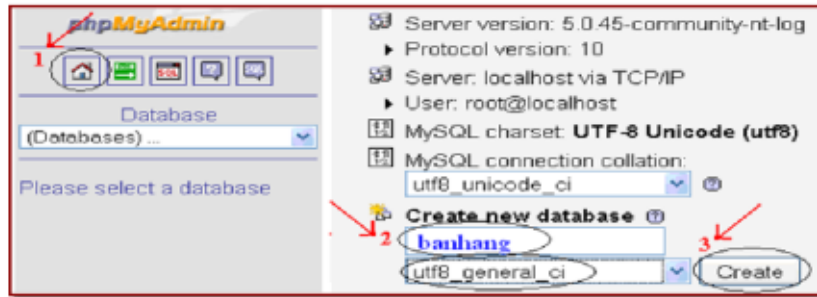 phpMyAdmin
1
SQL
Database
(Databases) ...
Please select a database
Server version: 5.0.45-community-nt-log
Protocol version: 10
Server: localhost via TCP/IP
User: root@localhost
MySQL charset: UTF-8 Unicode (utf8)
MySQL connection collation:
utf8_unicode_ci
Create new database
2
banhang
3
utf8_general_ci
Create